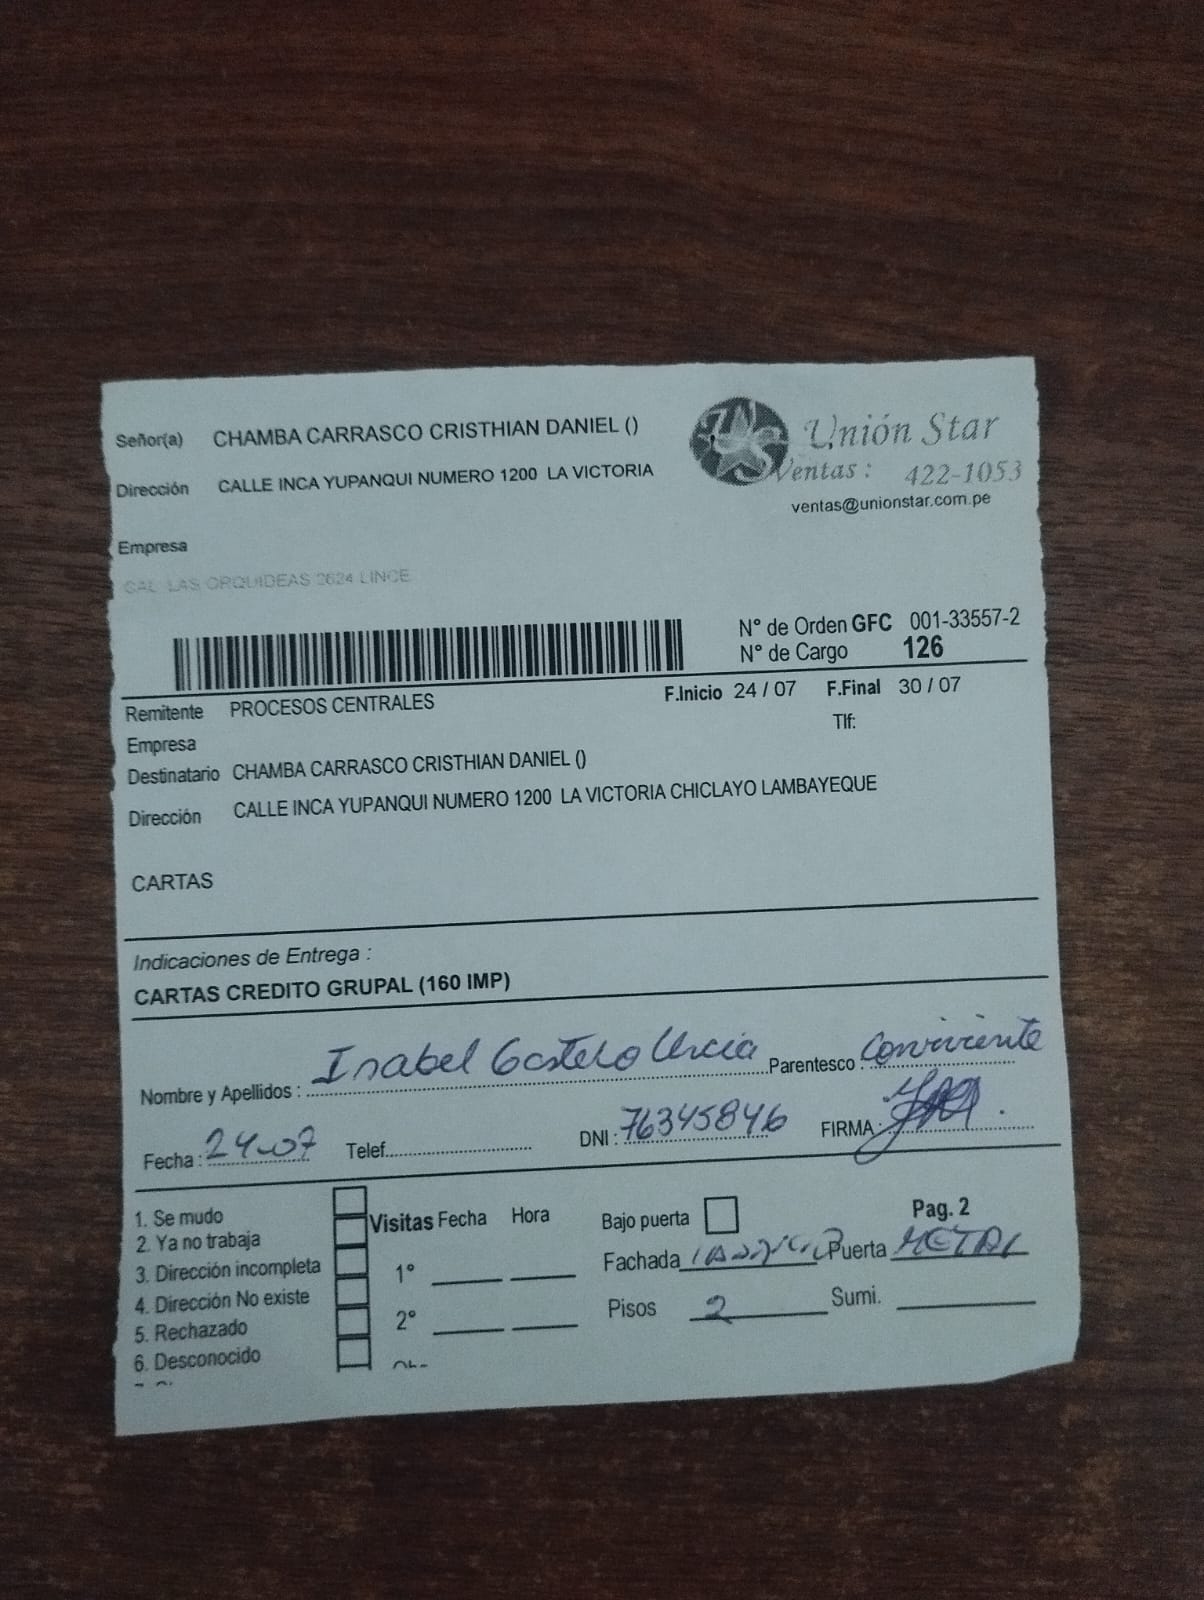 Señor(a) CHAMBA CARRASCO CRISTHIAN DANIEL ()
Unión Star
Dirección CALLE INCA YUPANQUI NUMERO 1200 LA VICTORIA
Ventas : 422-1053
ventas@unionstar.com.pe
Empresa
CAL LAS ORQUIDEAS 2624 LINCE
N° de Orden GFC 001-33557-2
N° de Cargo 126
Remitente PROCESOS CENTRALES F.Inicio 24 / 07 F.Final 30 / 07
Empresa Tlf:
Destinatario CHAMBA CARRASCO CRISTHIAN DANIEL ()
Dirección CALLE INCA YUPANQUI NUMERO 1200 LA VICTORIA CHICLAYO LAMBAYEQUE
CARTAS
Indicaciones de Entrega :
CARTAS CREDITO GRUPAL (160 IMP)
Nombre y Apellidos : Isabel Gastelo Urcia Parentesco : Conviviente
Fecha : 24-07 Telef. DNI : 76345846 FIRMA :
1. Se mudo
2. Ya no trabaja
3. Dirección incompleta
4. Dirección No existe
5. Rechazado
6. Desconocido
Visitas Fecha Hora
1°
2°
Bajo puerta Pag. 2
Fachada Puerta METAL
Pisos 2 Sumi.